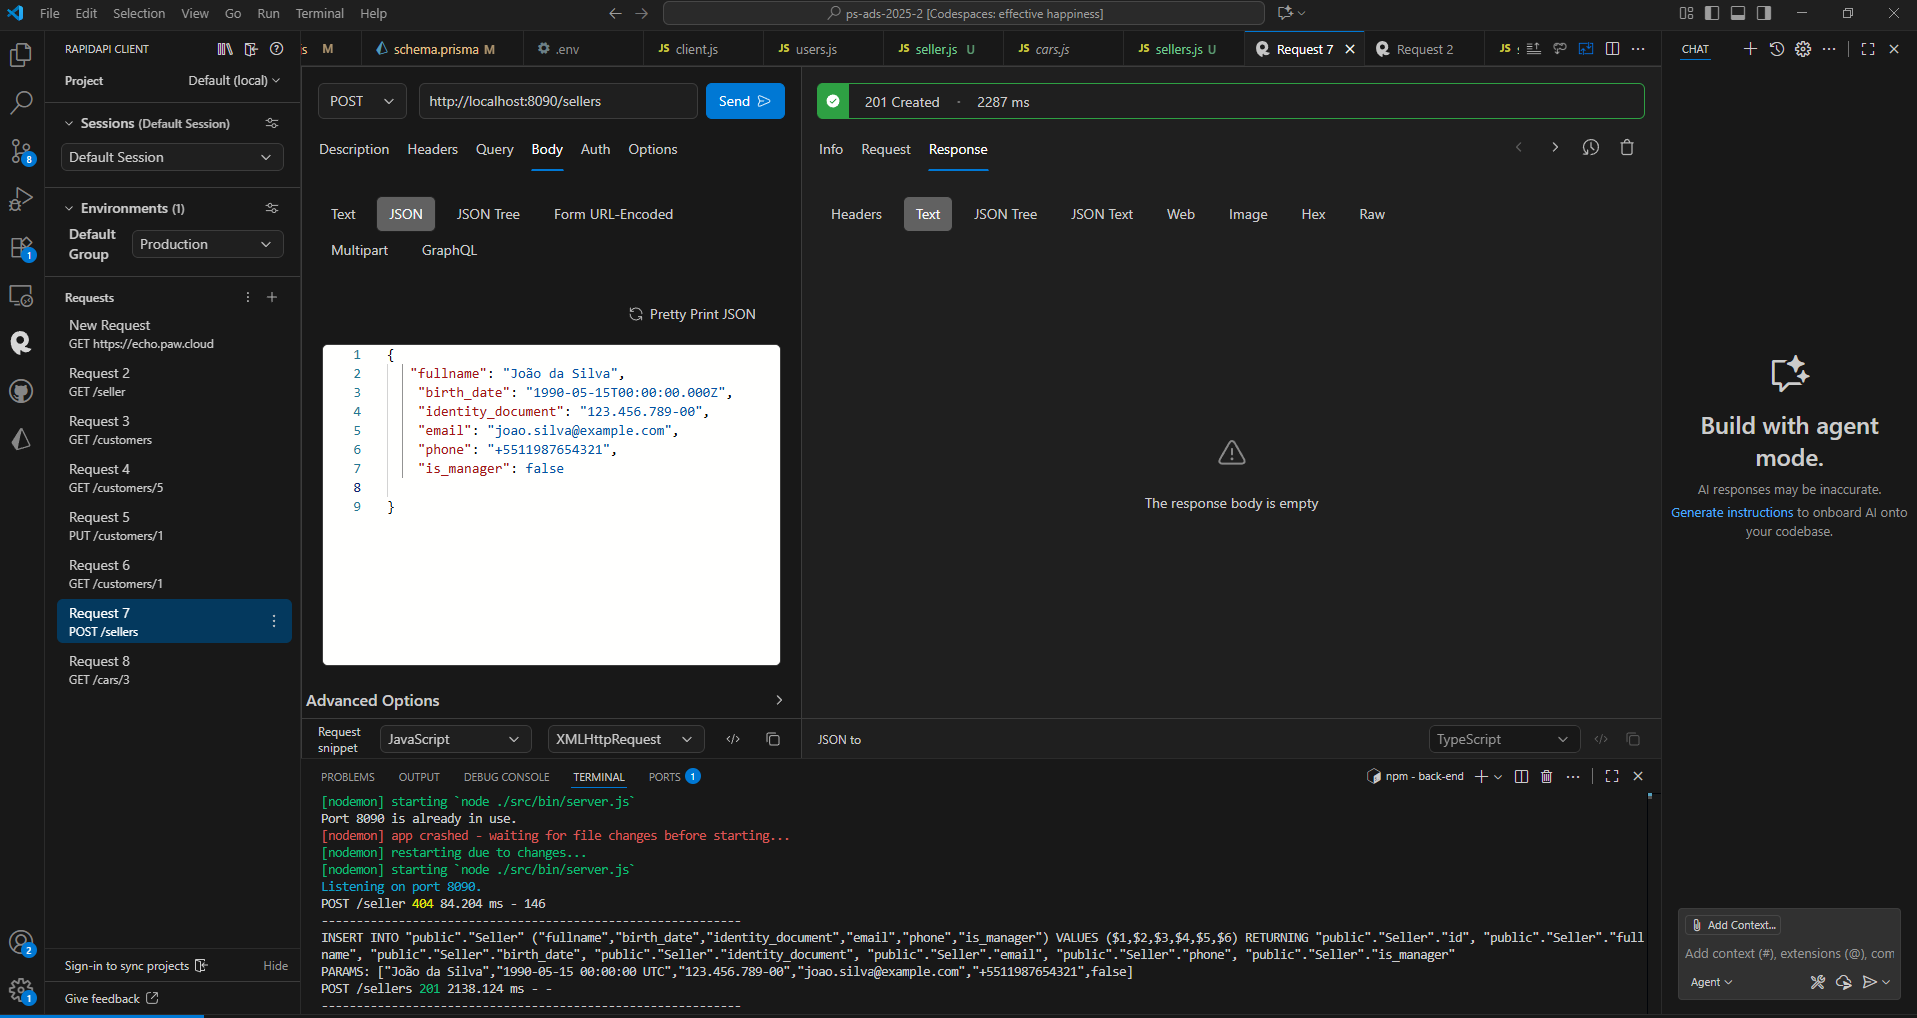 File Edit Selection View Go Run Terminal Help
ps-ads-2025-2 [Codespaces: effective happiness]
RAPIDAPI CLIENT
Project Default (local)
Sessions (Default Session)
Default Session
Environments (1)
Default Group
Production
Requests
New Request
GET https://echo.paw.cloud
Request 2
GET /seller
Request 3
GET /customers
Request 4
GET /customers/5
Request 5
PUT /customers/1
Request 6
GET /customers/1
Request 7
POST /sellers
Request 8
GET /cars/3
Sign-in to sync projects Hide
Give feedback
8
1
2
1
s M schema.prisma M .env JS client.js JS users.js JS seller.js U JS cars.js JS sellers.js U Request 7 Request 2 JS
POST http://localhost:8090/sellers Send
Description Headers Query Body Auth Options
Text JSON JSON Tree Form URL-Encoded
Multipart GraphQL
Pretty Print JSON
1 {
2 "fullname": "João da Silva",
3 "birth_date": "1990-05-15T00:00:00.000Z",
4 "identity_document": "123.456.789-00",
5 "email": "joao.silva@example.com",
6 "phone": "+5511987654321",
7 "is_manager": false
8
9 }
Advanced Options
Request snippet JavaScript XMLHttpRequest
201 Created · 2287 ms
Info Request Response
Headers Text JSON Tree JSON Text Web Image Hex Raw
The response body is empty
JSON to TypeScript
PROBLEMS OUTPUT DEBUG CONSOLE TERMINAL PORTS 1
npm - back-end
[nodemon] starting `node ./src/bin/server.js`
Port 8090 is already in use.
[nodemon] app crashed - waiting for file changes before starting...
[nodemon] restarting due to changes...
[nodemon] starting `node ./src/bin/server.js`
Listening on port 8090.
POST /seller 404 84.204 ms - 146
------------------------------------------------------------
INSERT INTO "public"."Seller" ("fullname","birth_date","identity_document","email","phone","is_manager") VALUES ($1,$2,$3,$4,$5,$6) RETURNING "public"."Seller"."id", "public"."Seller"."full
name", "public"."Seller"."birth_date", "public"."Seller"."identity_document", "public"."Seller"."email", "public"."Seller"."phone", "public"."Seller"."is_manager"
PARAMS: ["João da Silva","1990-05-15 00:00:00 UTC","123.456.789-00","joao.silva@example.com","+5511987654321",false]
POST /sellers 201 2138.124 ms - -
------------------------------------------------------------
CHAT
Build with agent
mode.
AI responses may be inaccurate.
Generate instructions to onboard AI onto
your codebase.
Add Context...
Add context (#), extensions (@), com
Agent